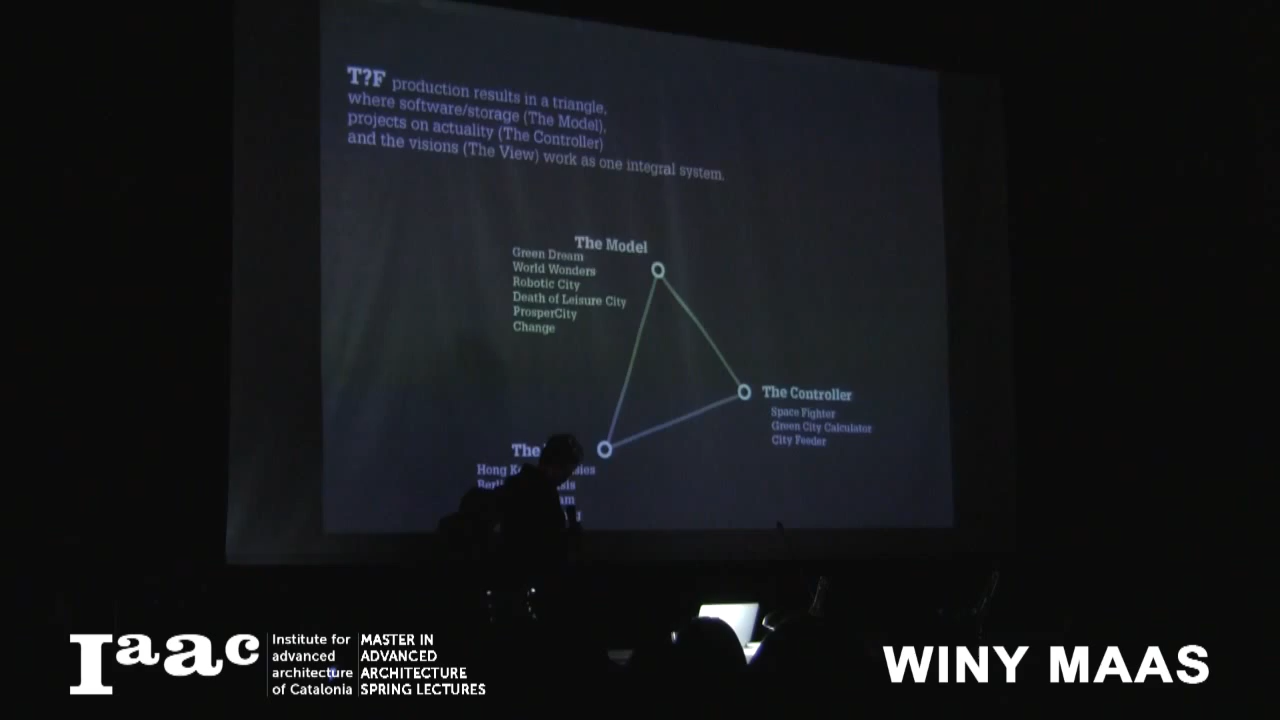 T?F production results in a triangle,
where software/storage (The Model),
projects on actuality (The Controller)
and the visions (The View) work as one integral system.
The Model
Green Dream
World Wonders
Robotic City
Death of Leisure City
ProsperCity
Change
The Controller
Space Fighter
Green City Calculator
City Feeder
The
Hong
Iaac
Institute for
advanced
architecture
of Catalonia
MASTER IN
ADVANCED
ARCHITECTURE
SPRING LECTURES
WINY MAAS